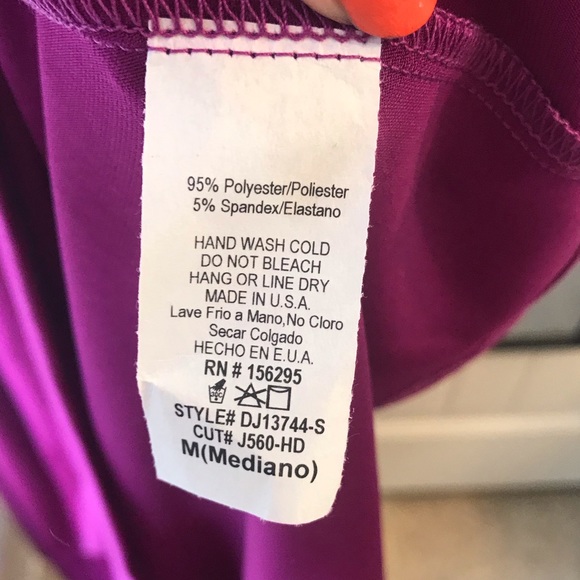 95% Polyester/Poliester
5% Spandex/Elastano
HAND WASH COLD
DO NOT BLEACH
HANG OR LINE DRY
MADE IN U.S.A.
Lave Frio a Mano,No Cloro
Secar Colgado
HECHO EN E.U.A.
RN # 156295
STYLE# DJ13744-S
CUT# J560-HD
M(Mediano)